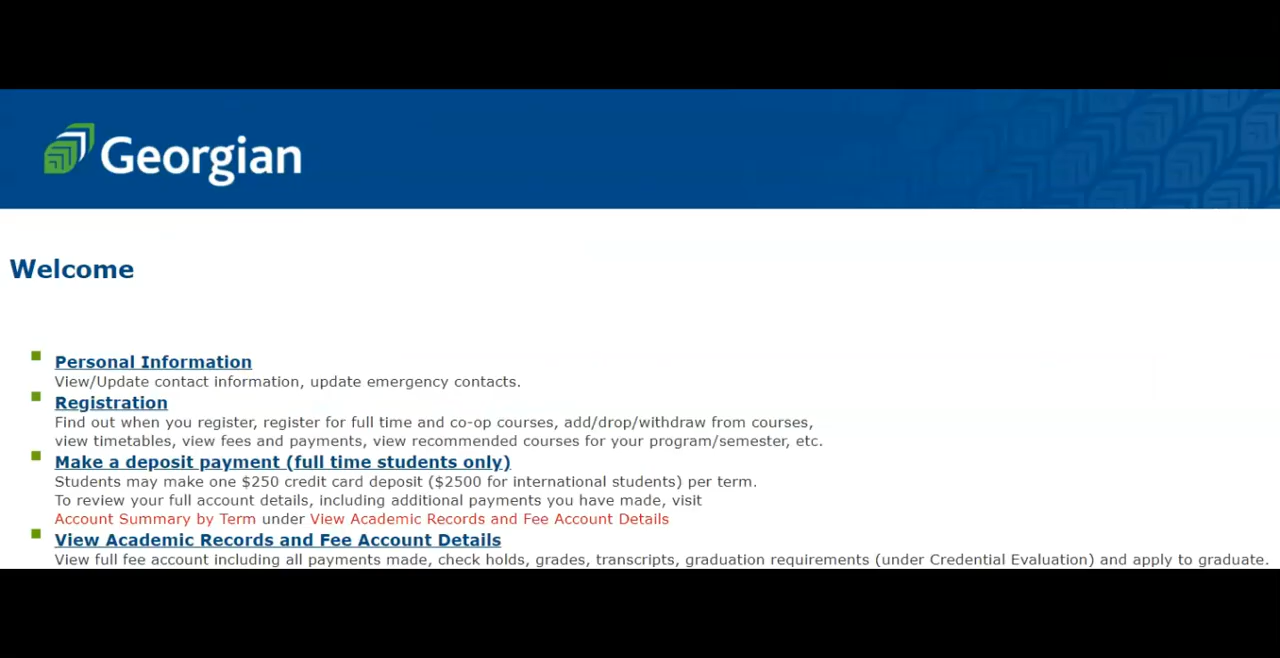 Georgian
Welcome
Personal Information
View/Update contact information, update emergency contacts.
Registration
Find out when you register, register for full time and co-op courses, add/drop/withdraw from courses,
view timetables, view fees and payments, view recommended courses for your program/semester, etc.
Make a deposit payment (full time students only)
Students may make one $250 credit card deposit ($2500 for international students) per term.
To review your full account details, including additional payments you have made, visit
Account Summary by Term under View Academic Records and Fee Account Details
View Academic Records and Fee Account Details
View full fee account including all payments made, check holds, grades, transcripts, graduation requirements (under Credential Evaluation) and apply to graduate.